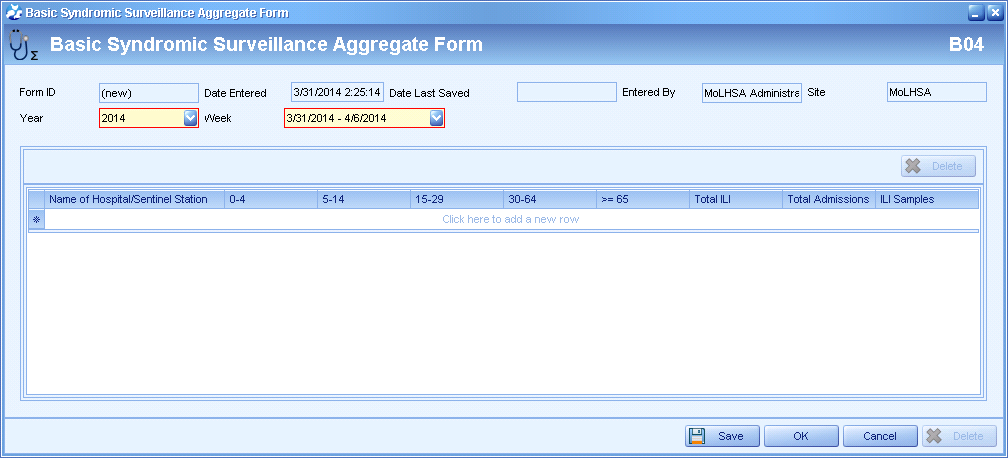 Basic Syndromic Surveillance Aggregate Form
Σ Basic Syndromic Surveillance Aggregate Form B04
Form ID (new) Date Entered 3/31/2014 2:25:14 Date Last Saved Entered By MoLHSA Administra Site MoLHSA
Year 2014 Week 3/31/2014 - 4/6/2014
Delete
Name of Hospital/Sentinel Station 0-4 5-14 15-29 30-64 >= 65 Total ILI Total Admissions ILI Samples
Click here to add a new row
Save OK Cancel Delete